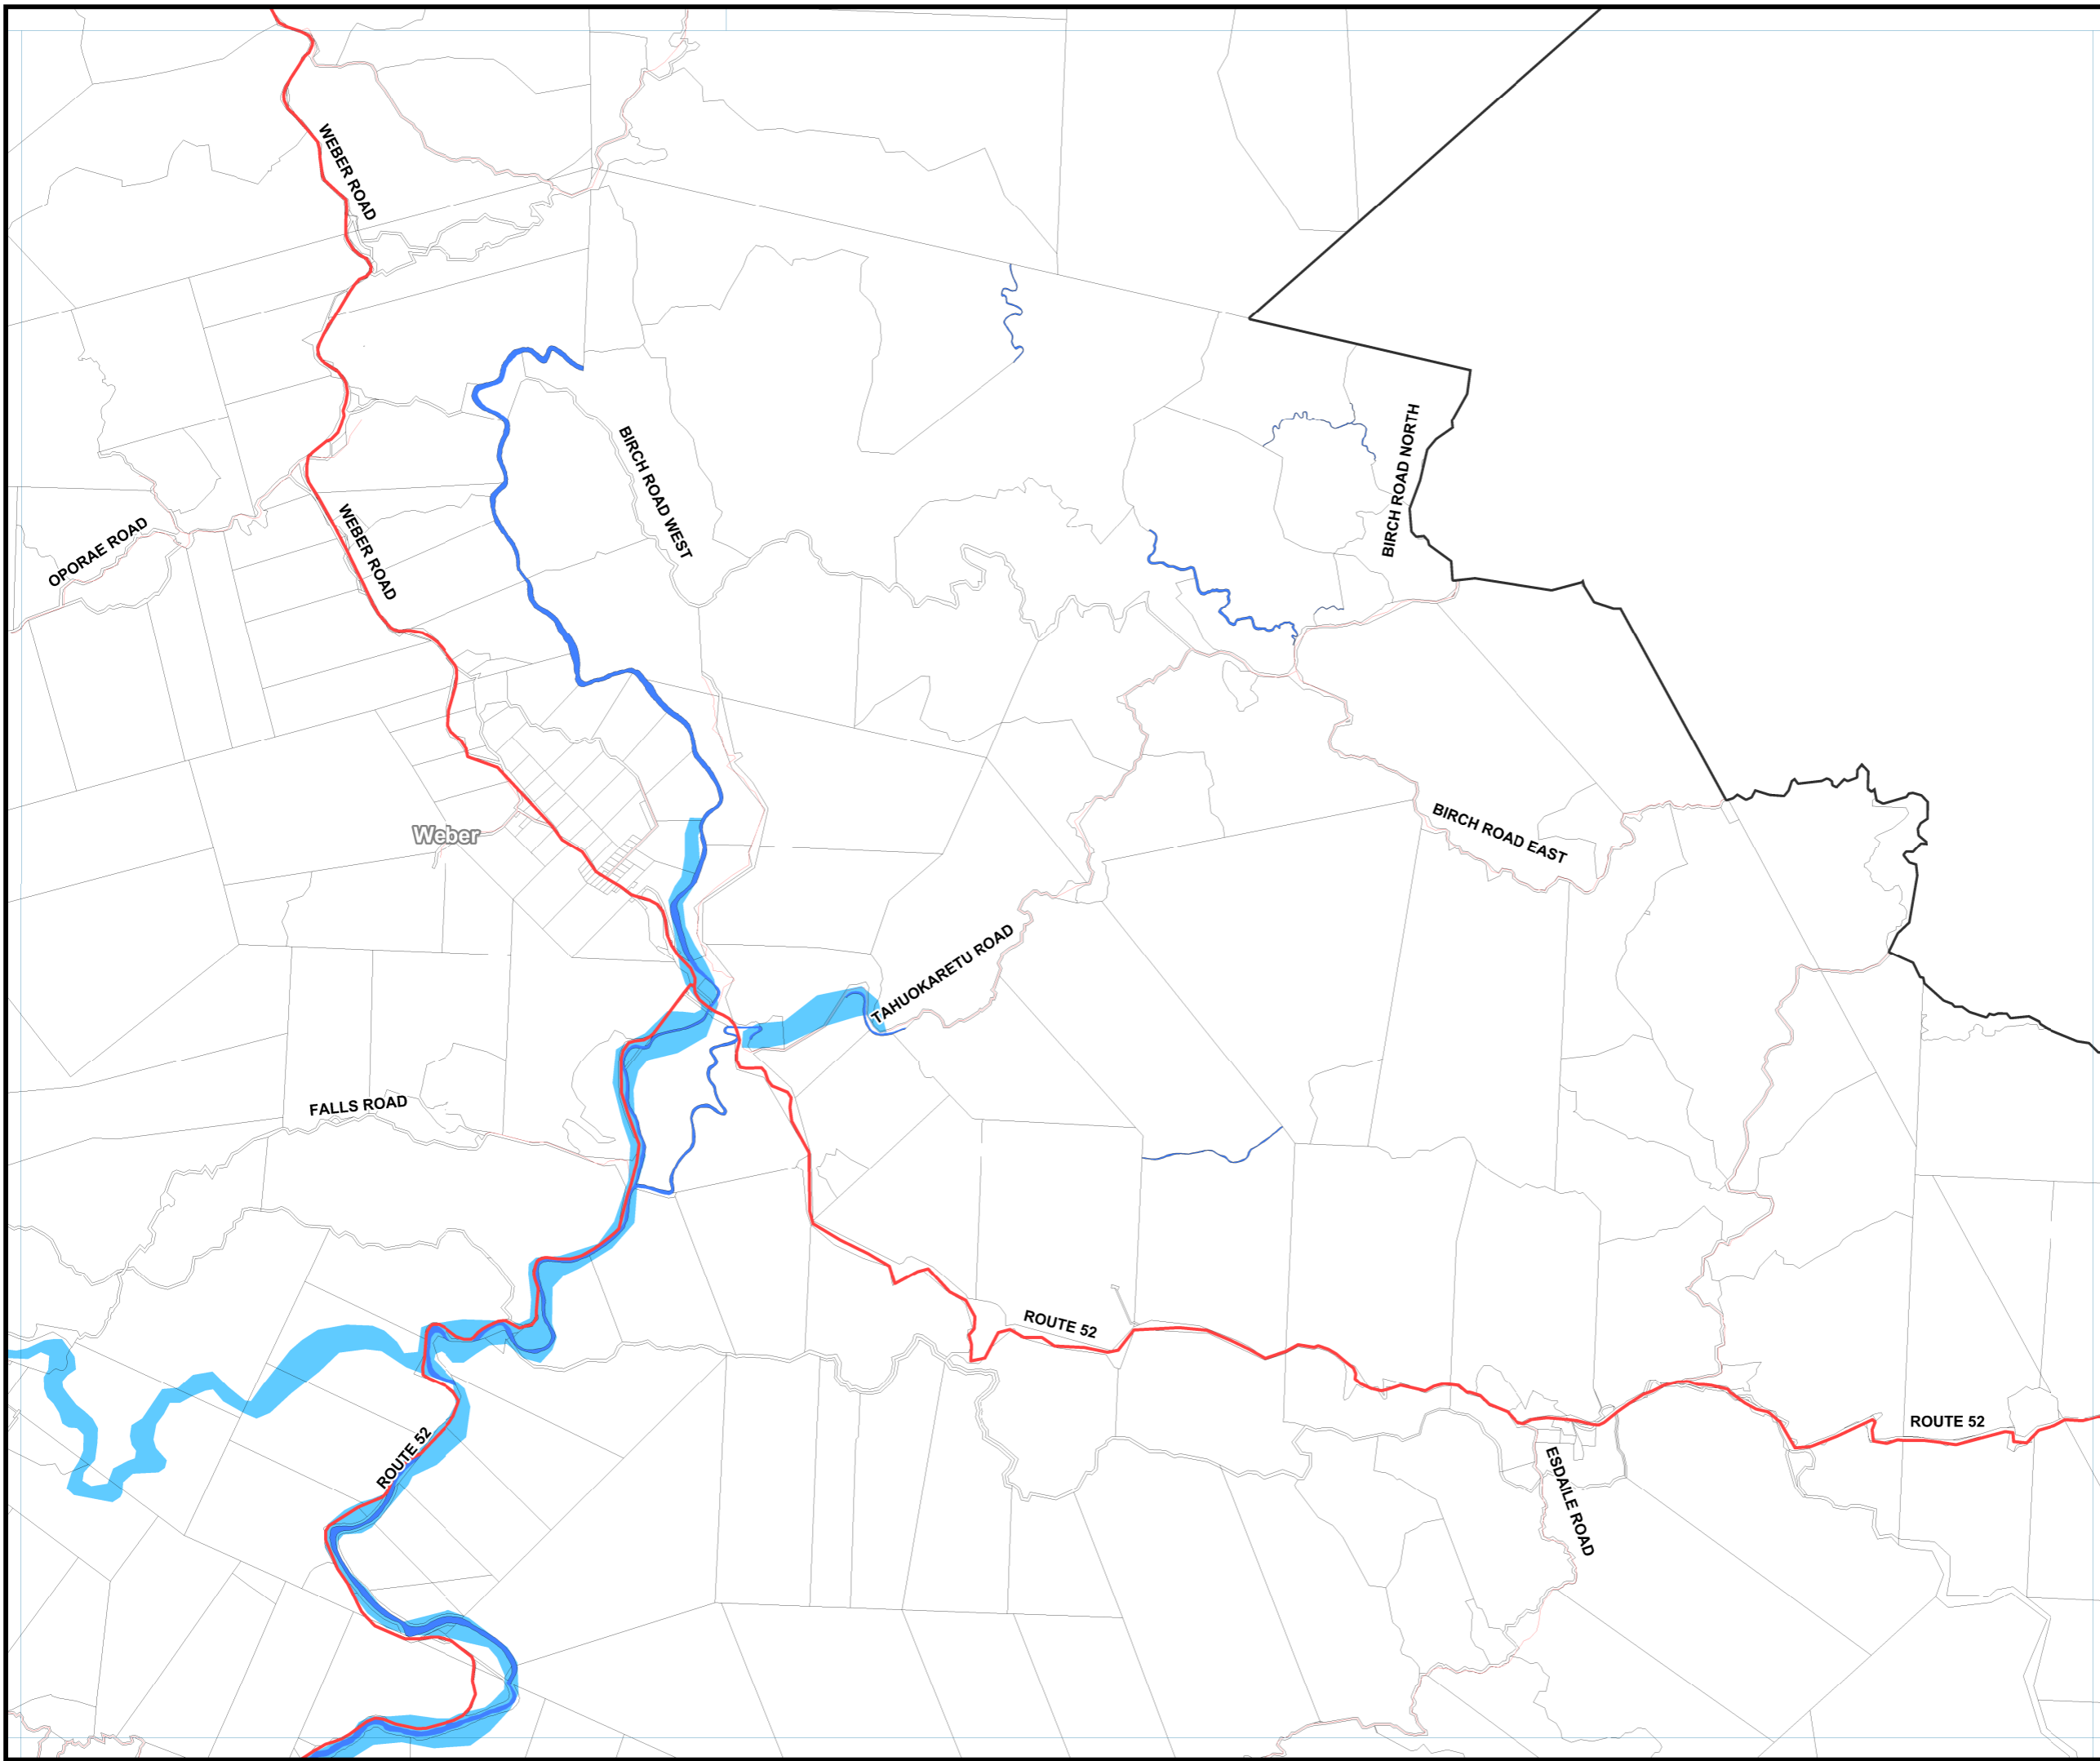 WEBER ROAD
BIRCH ROAD NORTH
BIRCH ROAD WEST
WEBER ROAD
OPORAE ROAD
BIRCH ROAD EAST
Weber
TAHUOKARETU ROAD
FALLS ROAD
ROUTE 52
ROUTE 52
ROUTE 52
ESDAILE ROAD